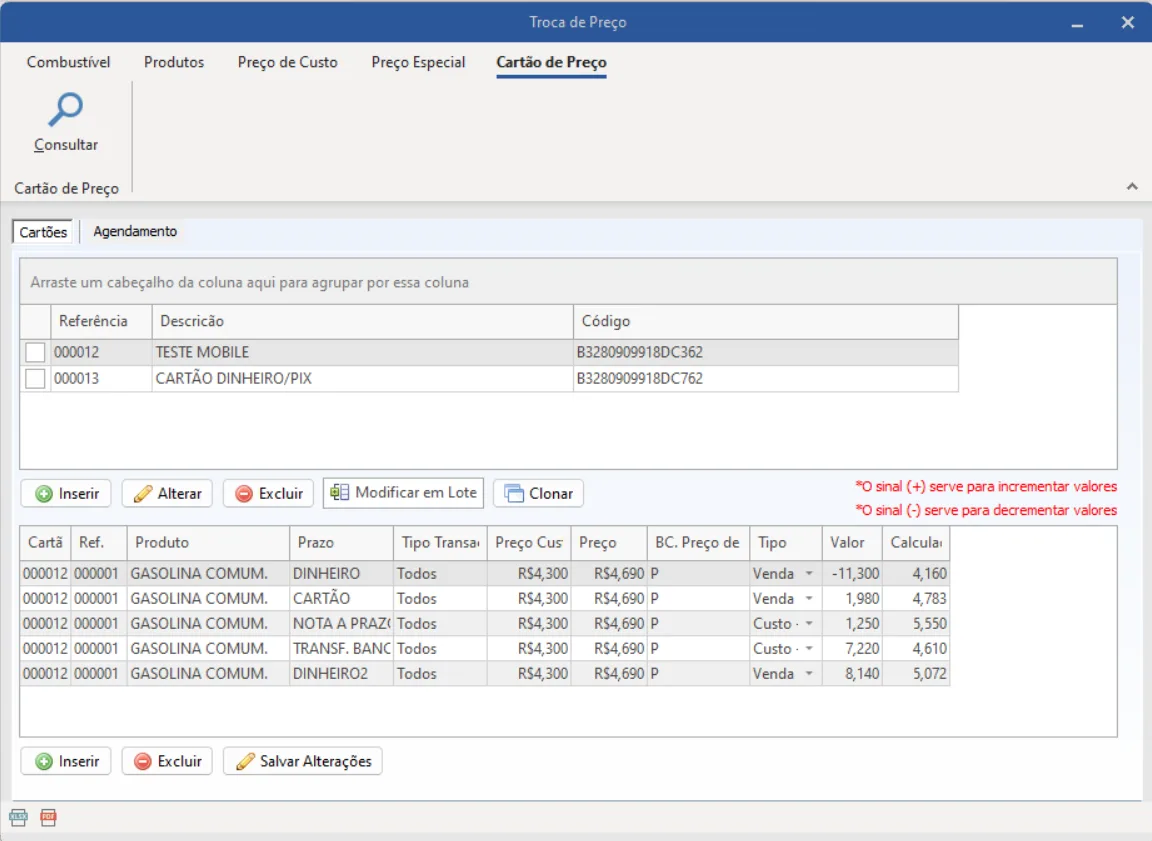 Troca de Preço
Combustível Produtos Preço de Custo Preço Especial Cartão de Preço
Consultar
Cartão de Preço
Cartões Agendamento
Arraste um cabeçalho da coluna aqui para agrupar por essa coluna
Referência Descricão Código
000012 TESTE MOBILE B3280909918DC362
000013 CARTÃO DINHEIRO/PIX B3280909918DC762
Inserir Alterar Excluir Modificar em Lote Clonar
*O sinal (+) serve para incrementar valores
*O sinal (-) serve para decrementar valores
Cartã Ref. Produto Prazo Tipo Transa Preço Cus Preço BC. Preço de Tipo Valor Calcula
000012 000001 GASOLINA COMUM. DINHEIRO Todos R$4,300 R$4,690 P Venda -11,300 4,160
000012 000001 GASOLINA COMUM. CARTÃO Todos R$4,300 R$4,690 P Venda 1,980 4,783
000012 000001 GASOLINA COMUM. NOTA A PRAZO Todos R$4,300 R$4,690 P Custo - 1,250 5,550
000012 000001 GASOLINA COMUM. TRANSF. BANC Todos R$4,300 R$4,690 P Custo - 7,220 4,610
000012 000001 GASOLINA COMUM. DINHEIRO2 Todos R$4,300 R$4,690 P Venda 8,140 5,072
Inserir Excluir Salvar Alterações
XLSX PDF